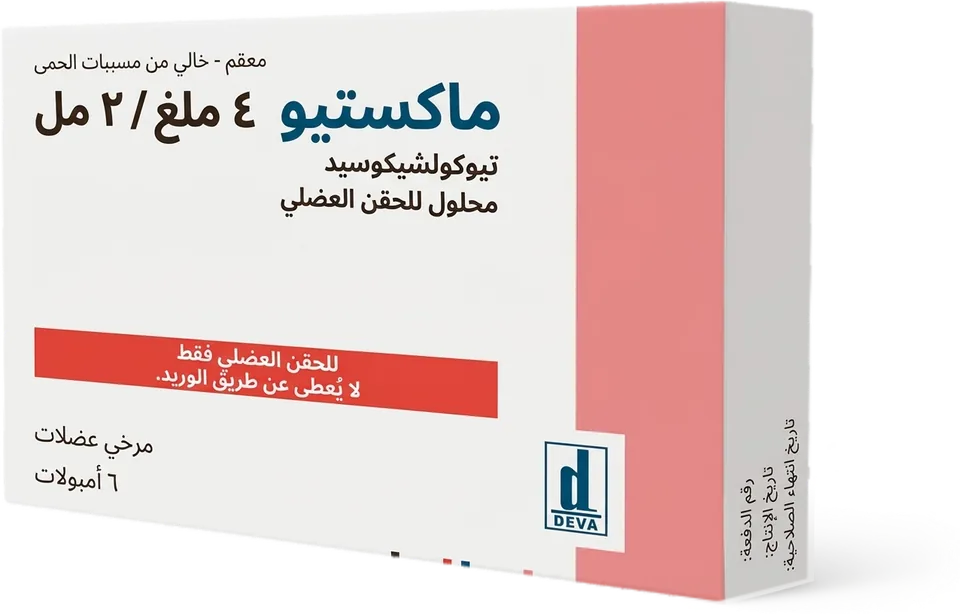 معقم - خالي من مسببات الحمى
ماكستيو ٤ ملغ / ٢ مل
تيوكولشيكوسيد
محلول للحقن العضلي
للحقن العضلي فقط
لا يُعطى عن طريق الوريد.
مرخي عضلات
٦ أمبولات
d
DEVA
رقم الدفعة:
تاريخ الإنتاج:
تاريخ انتهاء الصلاحية: